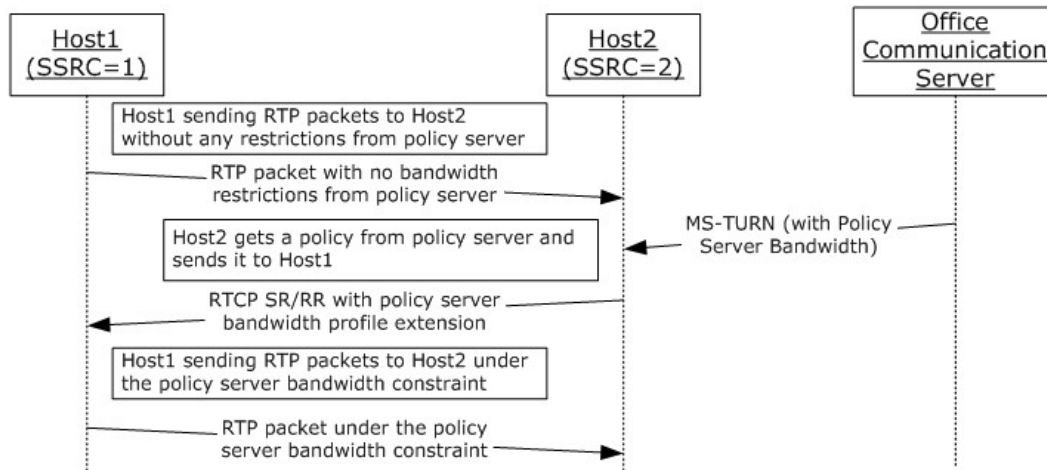 Host1
(SSRC=1)
Host2
(SSRC=2)
Office
Communication
Server
Host1 sending RTP packets to Host2
without any restrictions from policy server
RTP packet with no bandwidth
restrictions from policy server
MS-TURN (with Policy
Server Bandwidth)
Host2 gets a policy from policy server and
sends it to Host1
RTCP SR/RR with policy server
bandwidth profile extension
Host1 sending RTP packets to Host2 under
the policy server bandwidth constraint
RTP packet under the policy
server bandwidth constraint